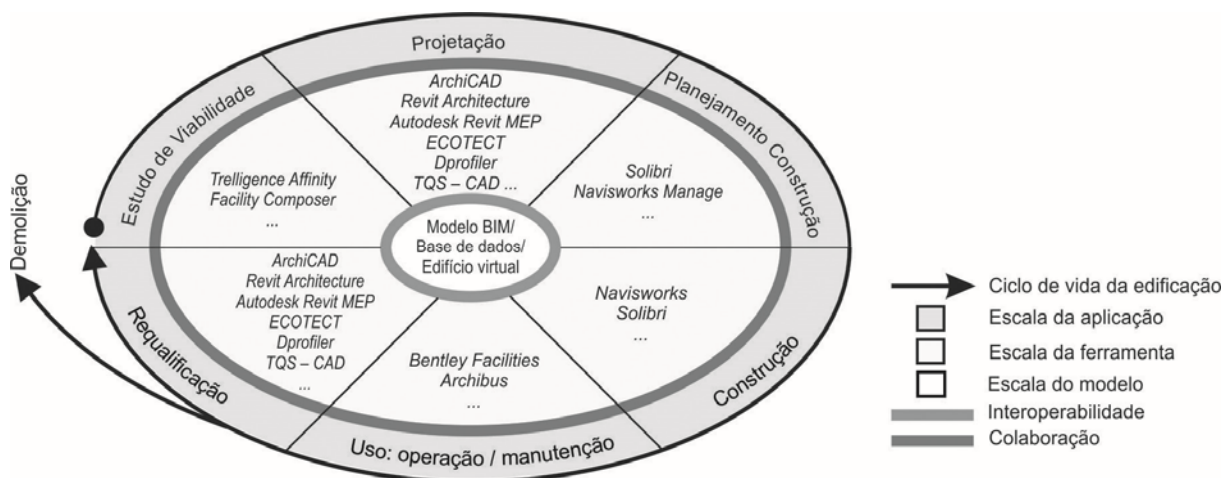 Projetação
Estudo de Viabilidade
Planejamento Construção
ArchiCAD
Revit Architecture
Autodesk Revit MEP
ECOTECT
Dprofiler
TQS – CAD ...
Trelligence Affinity
Facility Composer
...
Solibri
Navisworks Manage
...
Demolição
Modelo BIM/
Base de dados/
Edifício virtual
ArchiCAD
Revit Architecture
Autodesk Revit MEP
ECOTECT
Dprofiler
TQS – CAD
...
Navisworks
Solibri
...
Bentley Facilities
Archibus
...
Requalificação
Construção
Uso: operação / manutenção
Ciclo de vida da edificação
Escala da aplicação
Escala da ferramenta
Escala do modelo
Interoperabilidade
Colaboração